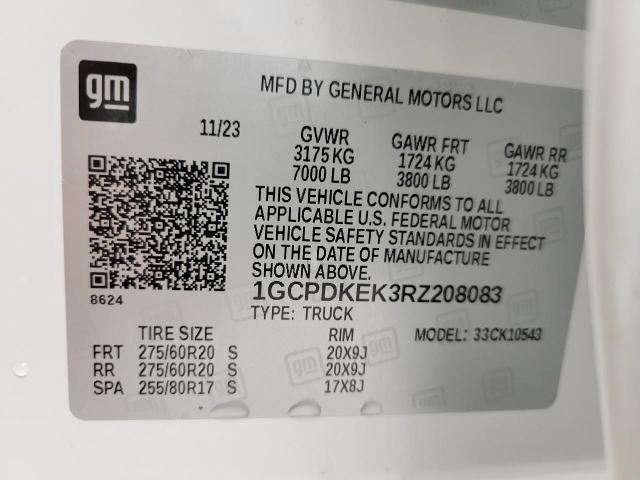 gm
MFD BY GENERAL MOTORS LLC
11/23
GVWR GAWR FRT GAWR RR
3175 KG 1724 KG 1724 KG
7000 LB 3800 LB 3800 LB
THIS VEHICLE CONFORMS TO ALL
APPLICABLE U.S. FEDERAL MOTOR
VEHICLE SAFETY STANDARDS IN EFFECT
ON THE DATE OF MANUFACTURE
SHOWN ABOVE.
8624
1GCPDKEK3RZ208083
TYPE: TRUCK
TIRE SIZE RIM MODEL: 33CK10543
FRT 275/60R20 S 20X9J
RR 275/60R20 S 20X9J
SPA 255/80R17 S 17X8J